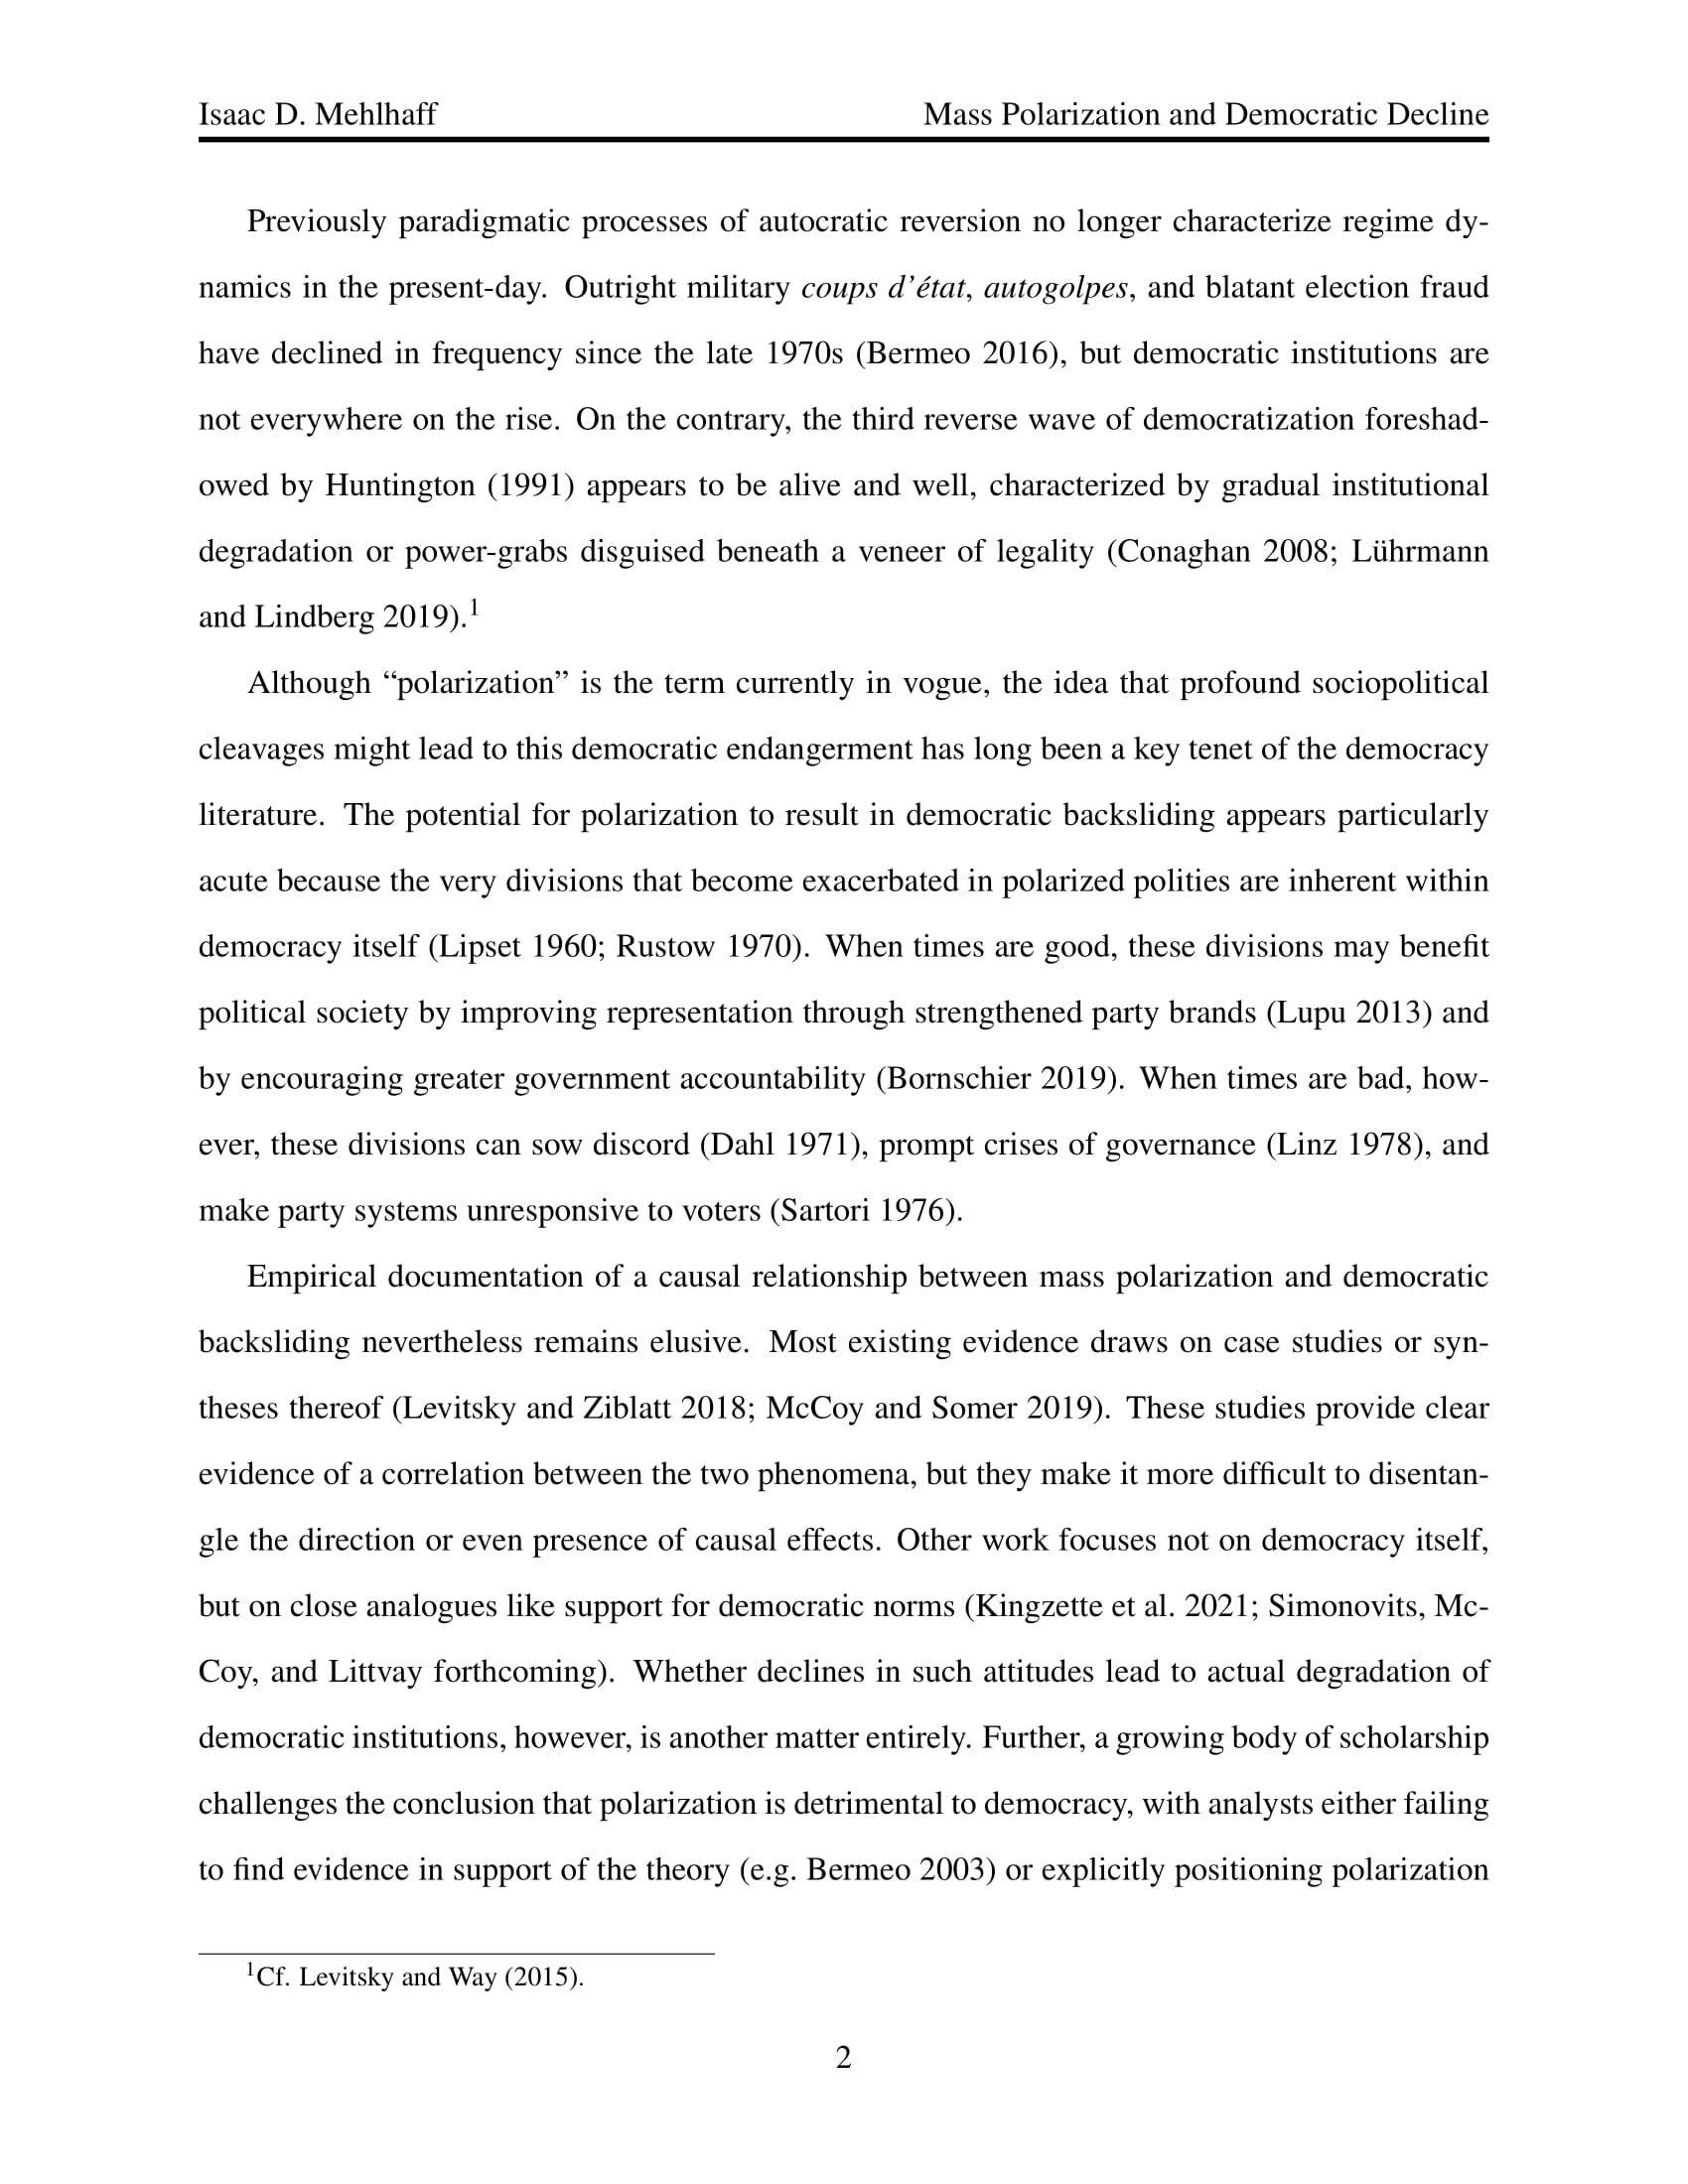 Isaac D. Mehlhaff Mass Polarization and Democratic Decline
Previously paradigmatic processes of autocratic reversion no longer characterize regime dy-
namics in the present-day. Outright military coups d’état, autogolpes, and blatant election fraud
have declined in frequency since the late 1970s (Bermeo 2016), but democratic institutions are
not everywhere on the rise. On the contrary, the third reverse wave of democratization foreshad-
owed by Huntington (1991) appears to be alive and well, characterized by gradual institutional
degradation or power-grabs disguised beneath a veneer of legality (Conaghan 2008; Lührmann
and Lindberg 2019).1
Although “polarization” is the term currently in vogue, the idea that profound sociopolitical
cleavages might lead to this democratic endangerment has long been a key tenet of the democracy
literature. The potential for polarization to result in democratic backsliding appears particularly
acute because the very divisions that become exacerbated in polarized polities are inherent within
democracy itself (Lipset 1960; Rustow 1970). When times are good, these divisions may benefit
political society by improving representation through strengthened party brands (Lupu 2013) and
by encouraging greater government accountability (Bornschier 2019). When times are bad, how-
ever, these divisions can sow discord (Dahl 1971), prompt crises of governance (Linz 1978), and
make party systems unresponsive to voters (Sartori 1976).
Empirical documentation of a causal relationship between mass polarization and democratic
backsliding nevertheless remains elusive. Most existing evidence draws on case studies or syn-
theses thereof (Levitsky and Ziblatt 2018; McCoy and Somer 2019). These studies provide clear
evidence of a correlation between the two phenomena, but they make it more difficult to disentan-
gle the direction or even presence of causal effects. Other work focuses not on democracy itself,
but on close analogues like support for democratic norms (Kingzette et al. 2021; Simonovits, Mc-
Coy, and Littvay forthcoming). Whether declines in such attitudes lead to actual degradation of
democratic institutions, however, is another matter entirely. Further, a growing body of scholarship
challenges the conclusion that polarization is detrimental to democracy, with analysts either failing
to find evidence in support of the theory (e.g. Bermeo 2003) or explicitly positioning polarization
1Cf. Levitsky and Way (2015).
2